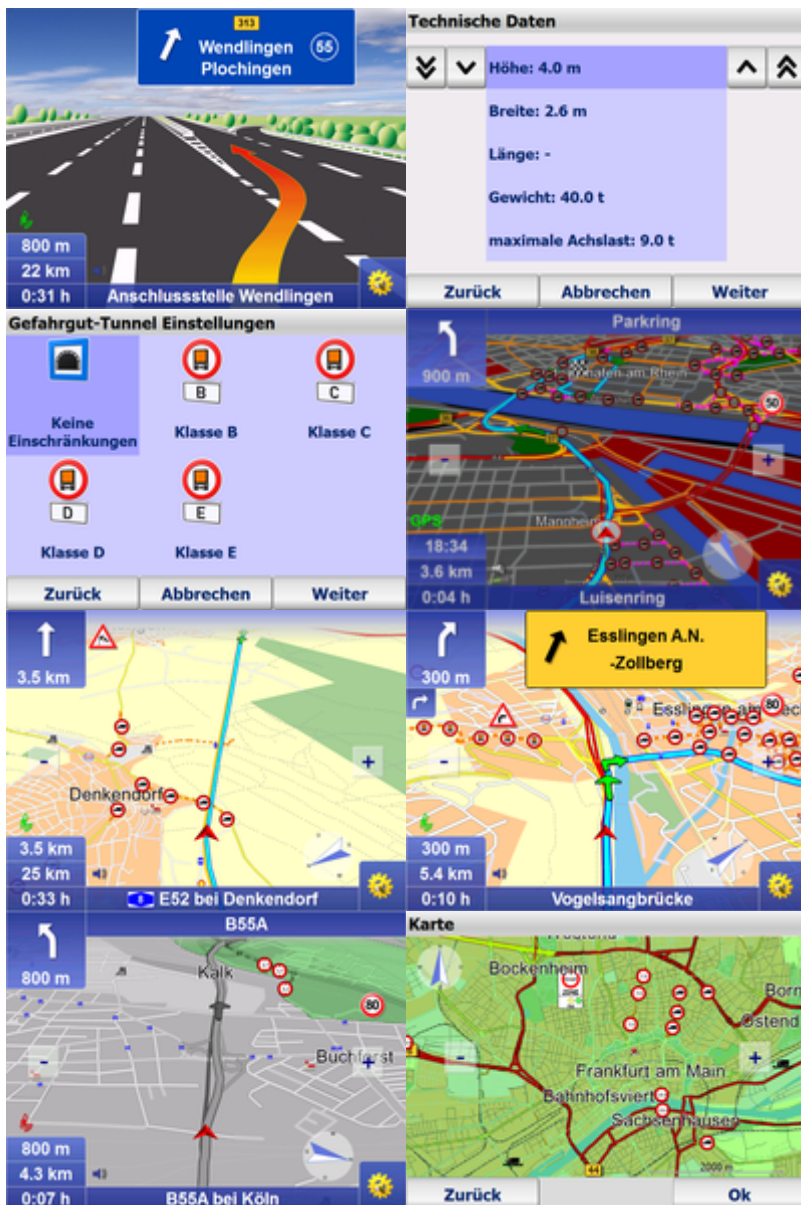 313
Wendlingen
Plochingen
55
800 m
22 km
0:31 h
Anschlussstelle Wendlingen
Technische Daten
Höhe: 4.0 m
Breite: 2.6 m
Länge: -
Gewicht: 40.0 t
maximale Achslast: 9.0 t
Zurück
Abbrechen
Weiter
Gefahrgut-Tunnel Einstellungen
Keine
Einschränkungen
B
Klasse B
C
Klasse C
D
Klasse D
E
Klasse E
Zurück
Abbrechen
Weiter
Parkring
900 m
50
-
+
Mannheim
GPS
18:34
3.6 km
0:04 h
Luisenring
3.5 km
-
+
Denkendorf
3.5 km
25 km
0:33 h
E52 bei Denkendorf
300 m
Esslingen A.N.
-Zollberg
80
-
+
300 m
5.4 km
0:10 h
Vogelsangbrücke
B55A
800 m
Kalk
80
-
+
Buchforst
800 m
4.3 km
0:07 h
B55A bei Köln
Karte
Bockenheim
Born
Ostend
-
+
Frankfurt am Main
Bahnhofsviert
Sachsenhausen
44
2000 m
Zurück
Ok